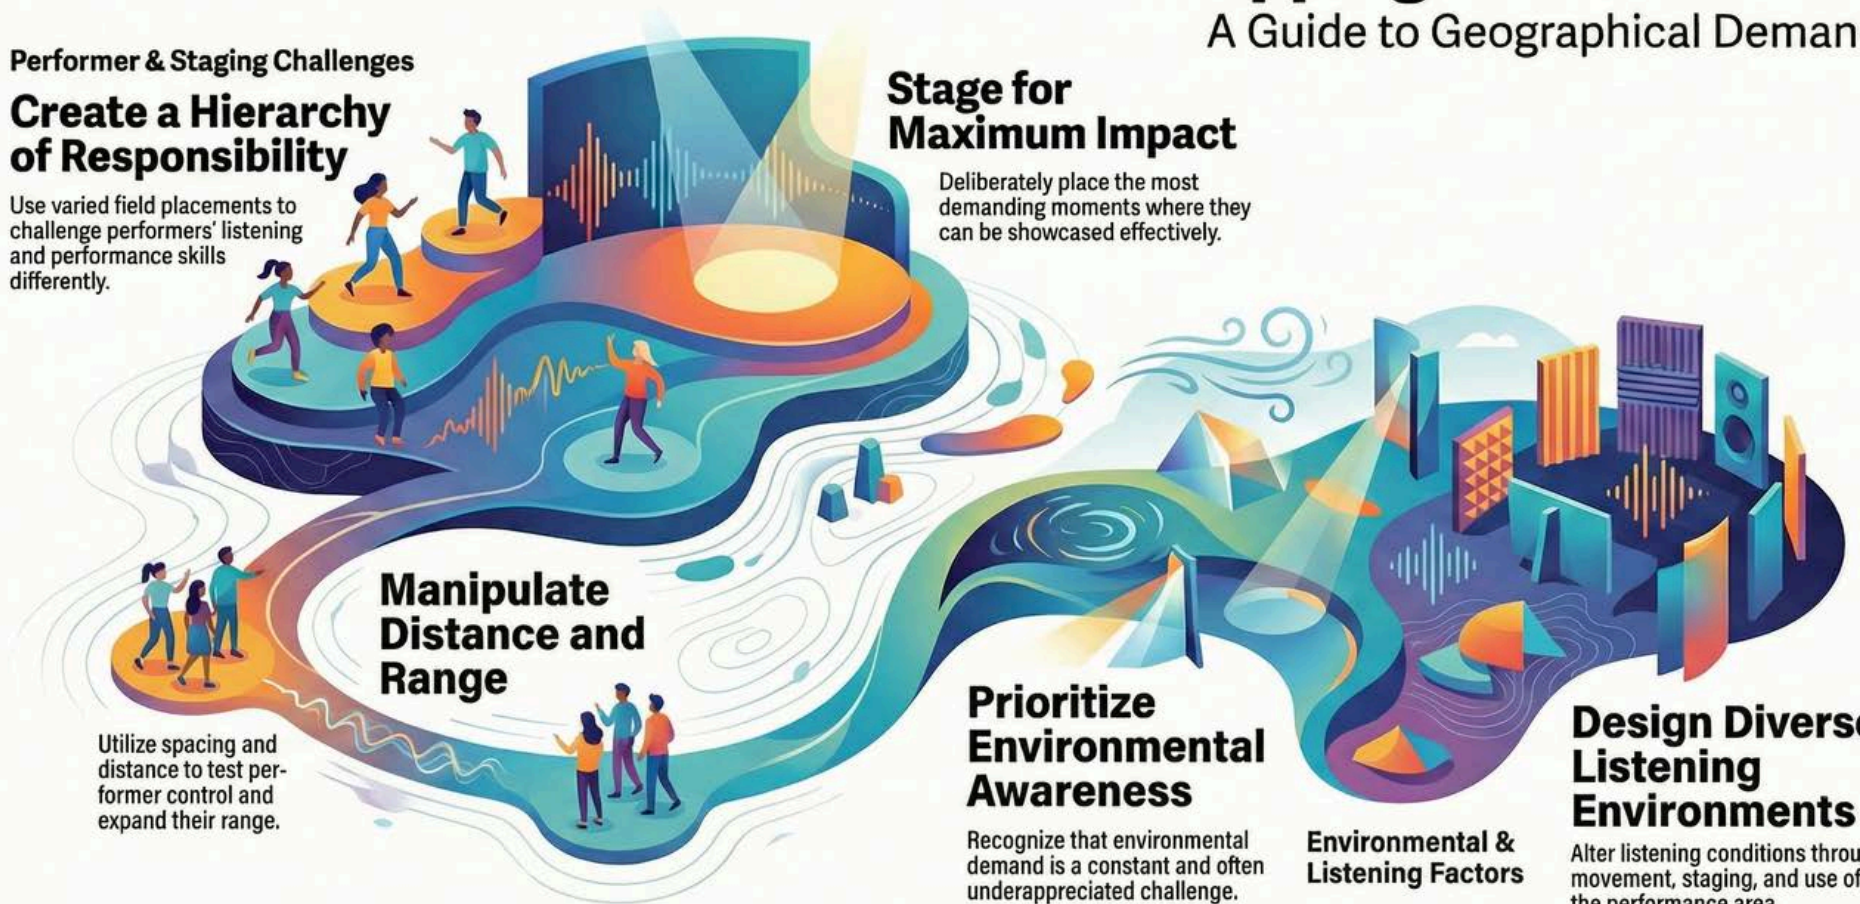 A Guide to Geographical Deman
Performer & Staging Challenges
Create a Hierarchy
of Responsibility
Use varied field placements to
challenge performers' listening
and performance skills
differently.
Stage for
Maximum Impact
Deliberately place the most
demanding moments where they
can be showcased effectively.
Manipulate
Distance and
Range
Utilize spacing and
distance to test per-
former control and
expand their range.
Prioritize
Environmental
Awareness
Recognize that environmental
demand is a constant and often
underappreciated challenge.
Environmental &
Listening Factors
Design Diverse
Listening
Environments
Alter listening conditions throu
movement, staging, and use of
the performance area